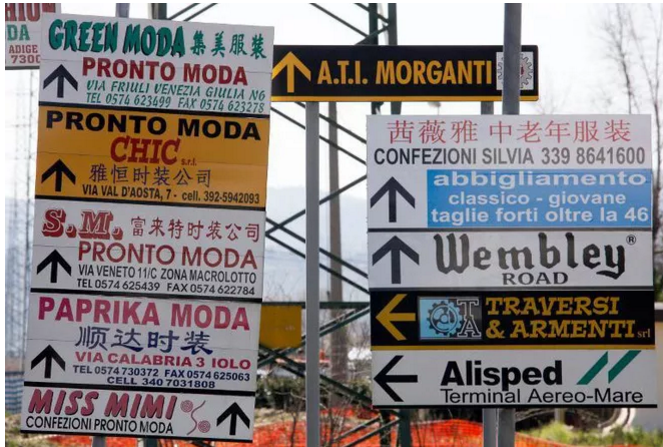 HION
DA
ADIGE
7300
GREEN MODA 集美服裝
PRONTO MODA
VIA FRIULI VENEZIA GIULIA N6
TEL 0574 623499 FAX 0574 623278
PRONTO MODA
CHIC s.r.l.
雅恒时装公司
VIA VAL D'AOSTA, 7 - cell. 392-5942093
S.M. 富来特时装公司
PRONTO MODA
VIA VENETO 11/C ZONA MACROLOTTO
TEL 0574 625439 FAX 0574 622784
PAPRIKA MODA
顺达时装
VIA CALABRIA 3 IOLO
TEL 0574 730372 FAX 0574 625063
CELL 340 7031808
MISS MIMI
CONFEZIONI PRONTO MODA
A.T.I. MORGANTI
茜薇雅 中老年服装
CONFEZIONI SILVIA 339 8641600
abbigliamento
classico - giovane
taglie forti oltre la 46
Wembley®
ROAD
TA TRAVERSI
& ARMENTI srl
Alisped
Terminal Aereo-Mare